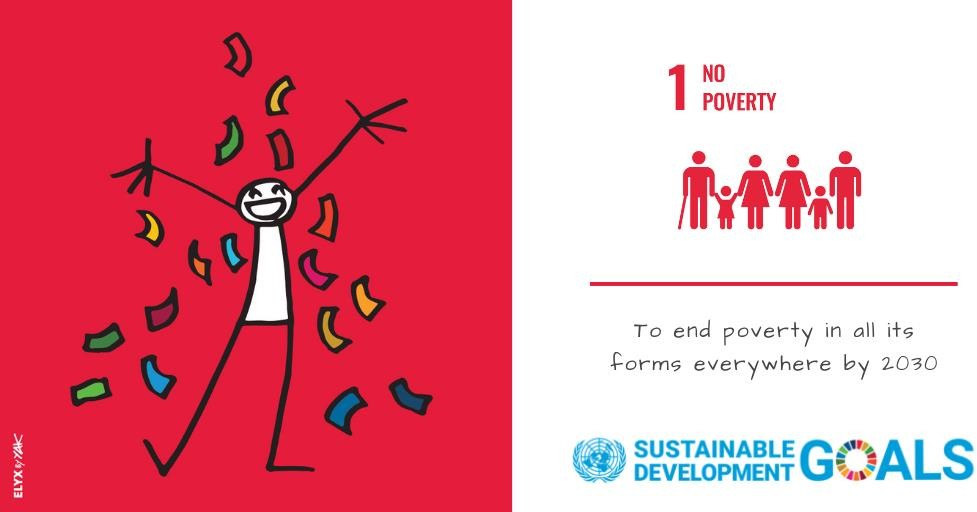 1 NO
POVERTY
To end poverty in all its
forms everywhere by 2030
SUSTAINABLE
DEVELOPMENT GOALS
ELYX BY YAK